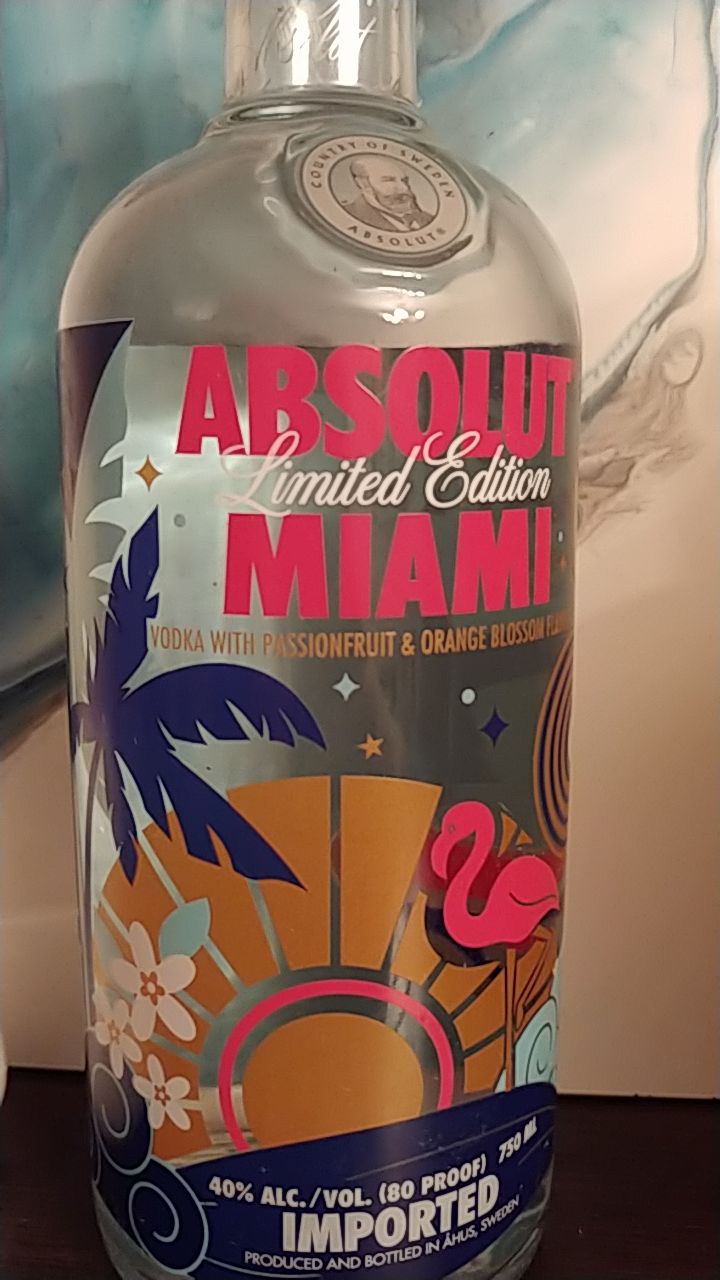 COUNTRY OF SWEDEN
ABSOLUT®
ABSOLUT
Limited Edition
MIAMI
VODKA WITH PASSIONFRUIT & ORANGE BLOSSOM
40% ALC./VOL. (80 PROOF) 750 ML
IMPORTED
PRODUCED AND BOTTLED IN ÅHUS, SWEDEN